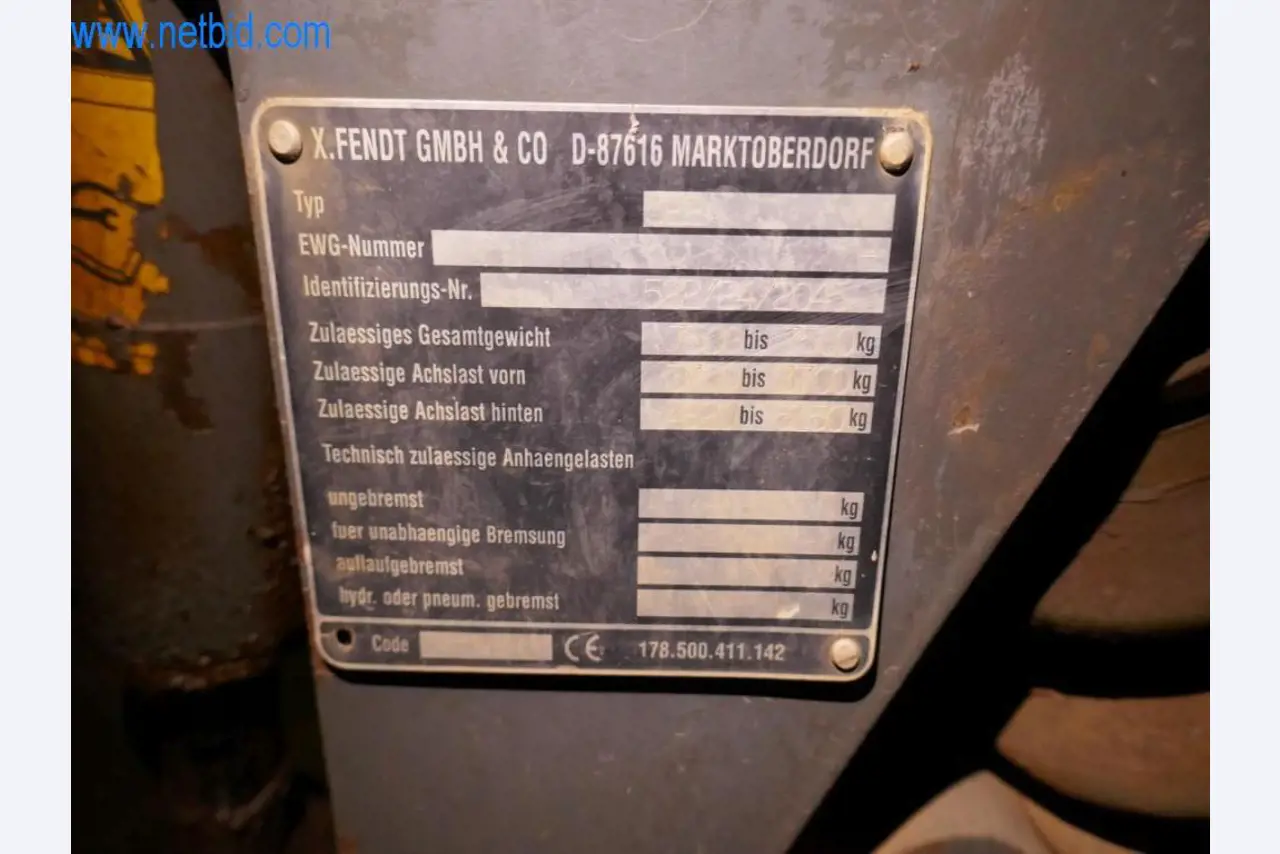 www.netbid.com
X.FENDT GMBH & CO D-87616 MARKTOBERDORF
Typ
EWG-Nummer
Identifizierungs-Nr.
Zulaessiges Gesamtgewicht bis kg
Zulaessige Achslast vorn bis kg
Zulaessige Achslast hinten bis kg
Technisch zulaessige Anhaengelasten
ungebremst kg
fuer unabhaengige Bremsung kg
auflaufgebremst kg
hydr. oder pneum. gebremst kg
Code CE 178.500.411.142